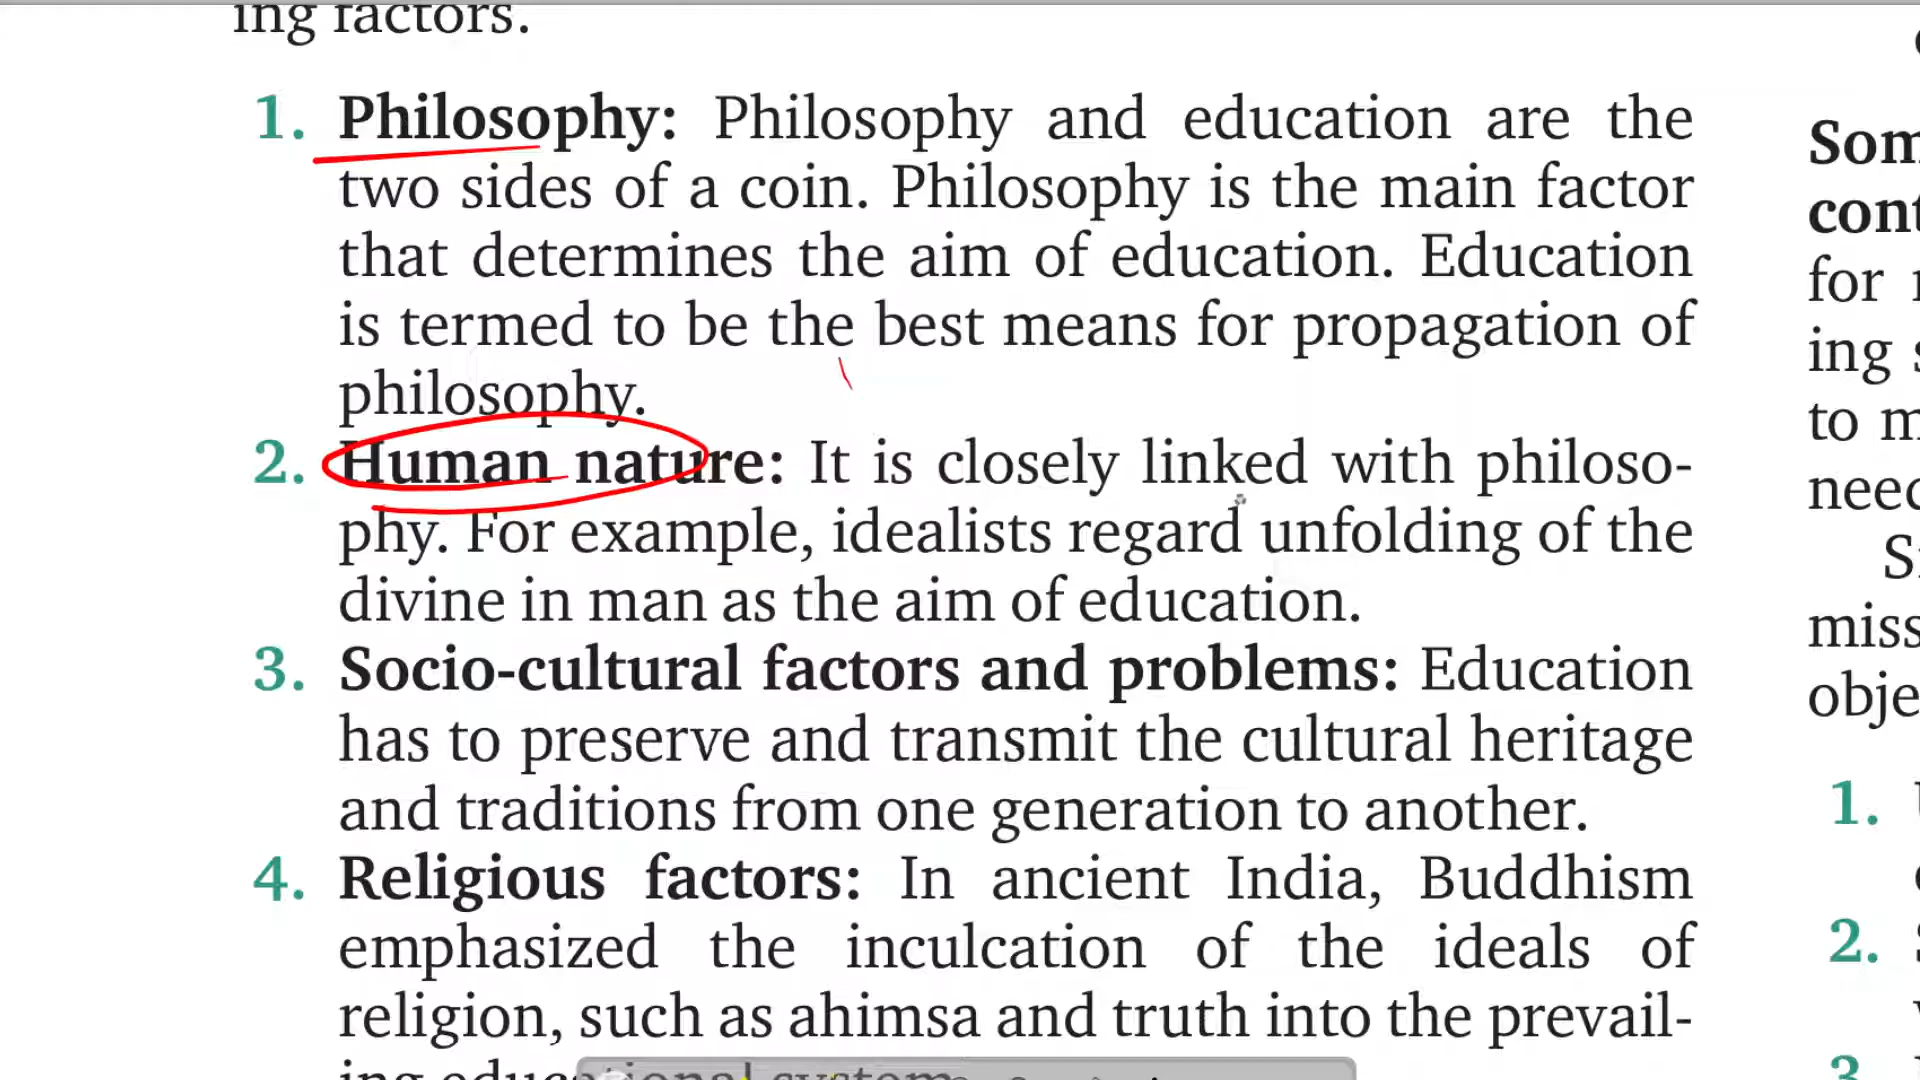 ing factors.
1. Philosophy: Philosophy and education are the
two sides of a coin. Philosophy is the main factor
that determines the aim of education. Education
is termed to be the best means for propagation of
philosophy.
2. Human nature: It is closely linked with philoso-
phy. For example, idealists regard unfolding of the
divine in man as the aim of education.
3. Socio-cultural factors and problems: Education
has to preserve and transmit the cultural heritage
and traditions from one generation to another.
4. Religious factors: In ancient India, Buddhism
emphasized the inculcation of the ideals of
religion, such as ahimsa and truth into the prevail-
ing educational system.
Som
cont
for
ing
to m
need
miss
obje
1.
2.
3.